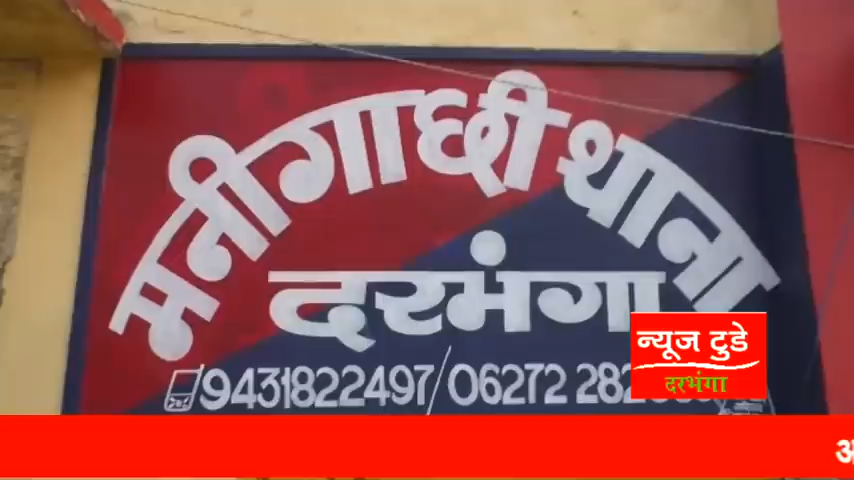 मनीगाछी थाना
दरभंगा
9431822497/06272 282
न्यूज टुडे
दरभंगा